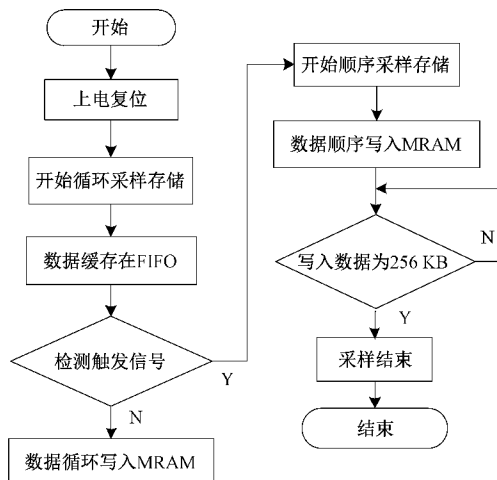 开始
上电复位
开始循环采样存储
数据缓存在FIFO
检测触发信号
Y
N
数据循环写入MRAM
开始顺序采样存储
数据顺序写入MRAM
写入数据为256 KB
N
Y
采样结束
结束